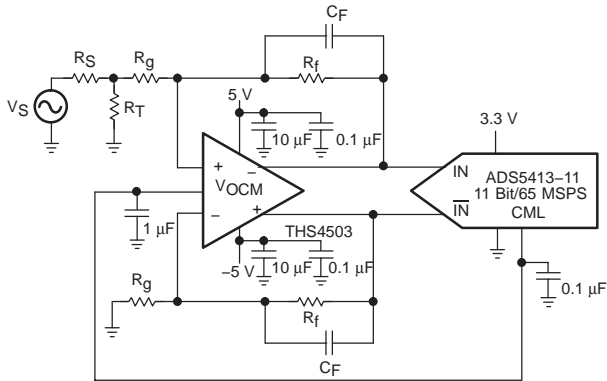 CF
RS
Rg
Rf
VS
RT
5 V
10 µF
0.1 µF
3.3 V
+
−
VOCM
−
+
1 µF
THS4503
IN
IN
ADS5413−11
11 Bit/65 MSPS
CML
−5 V
10 µF
0.1 µF
0.1 µF
Rg
Rf
CF